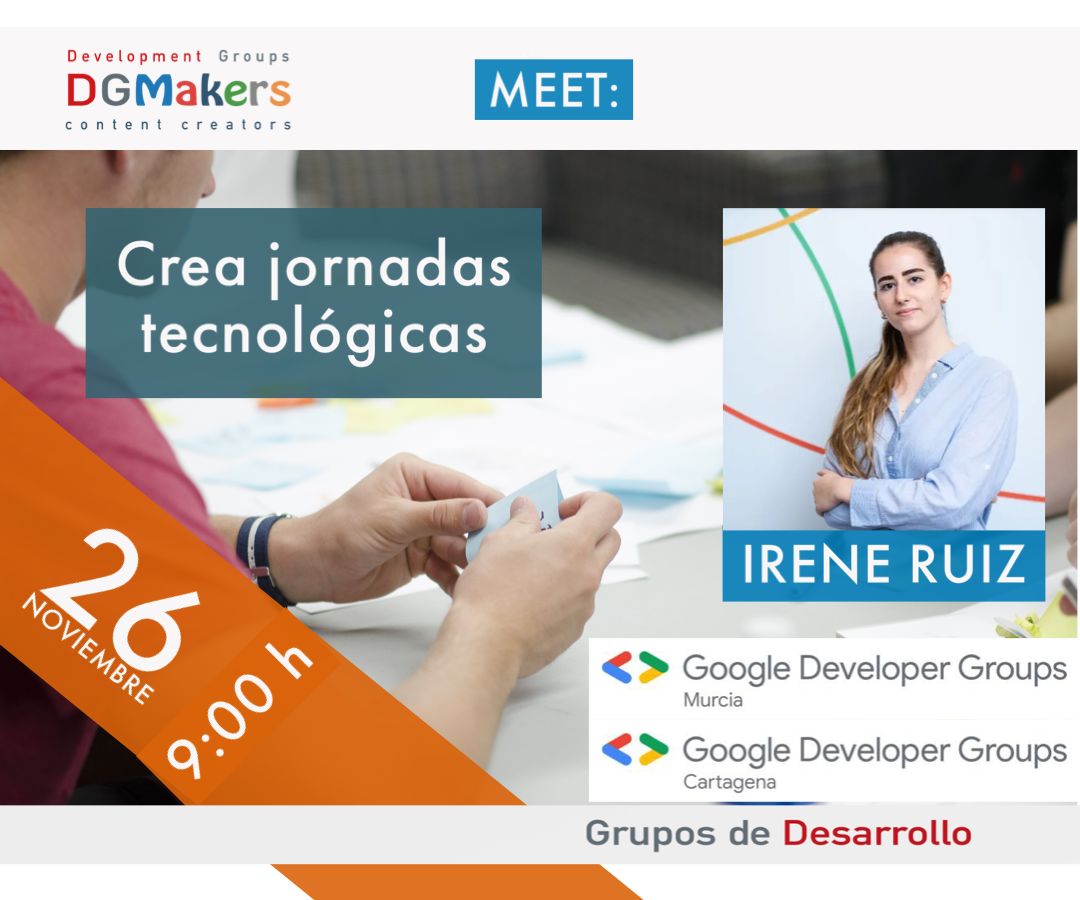 Development Groups
DGMakers
content creators
MEET:
Crea jornadas
tecnológicas
IRENE RUIZ
26
NOVIEMBRE
9:00 h
Google Developer Groups
Murcia
Google Developer Groups
Cartagena
Grupos de Desarrollo